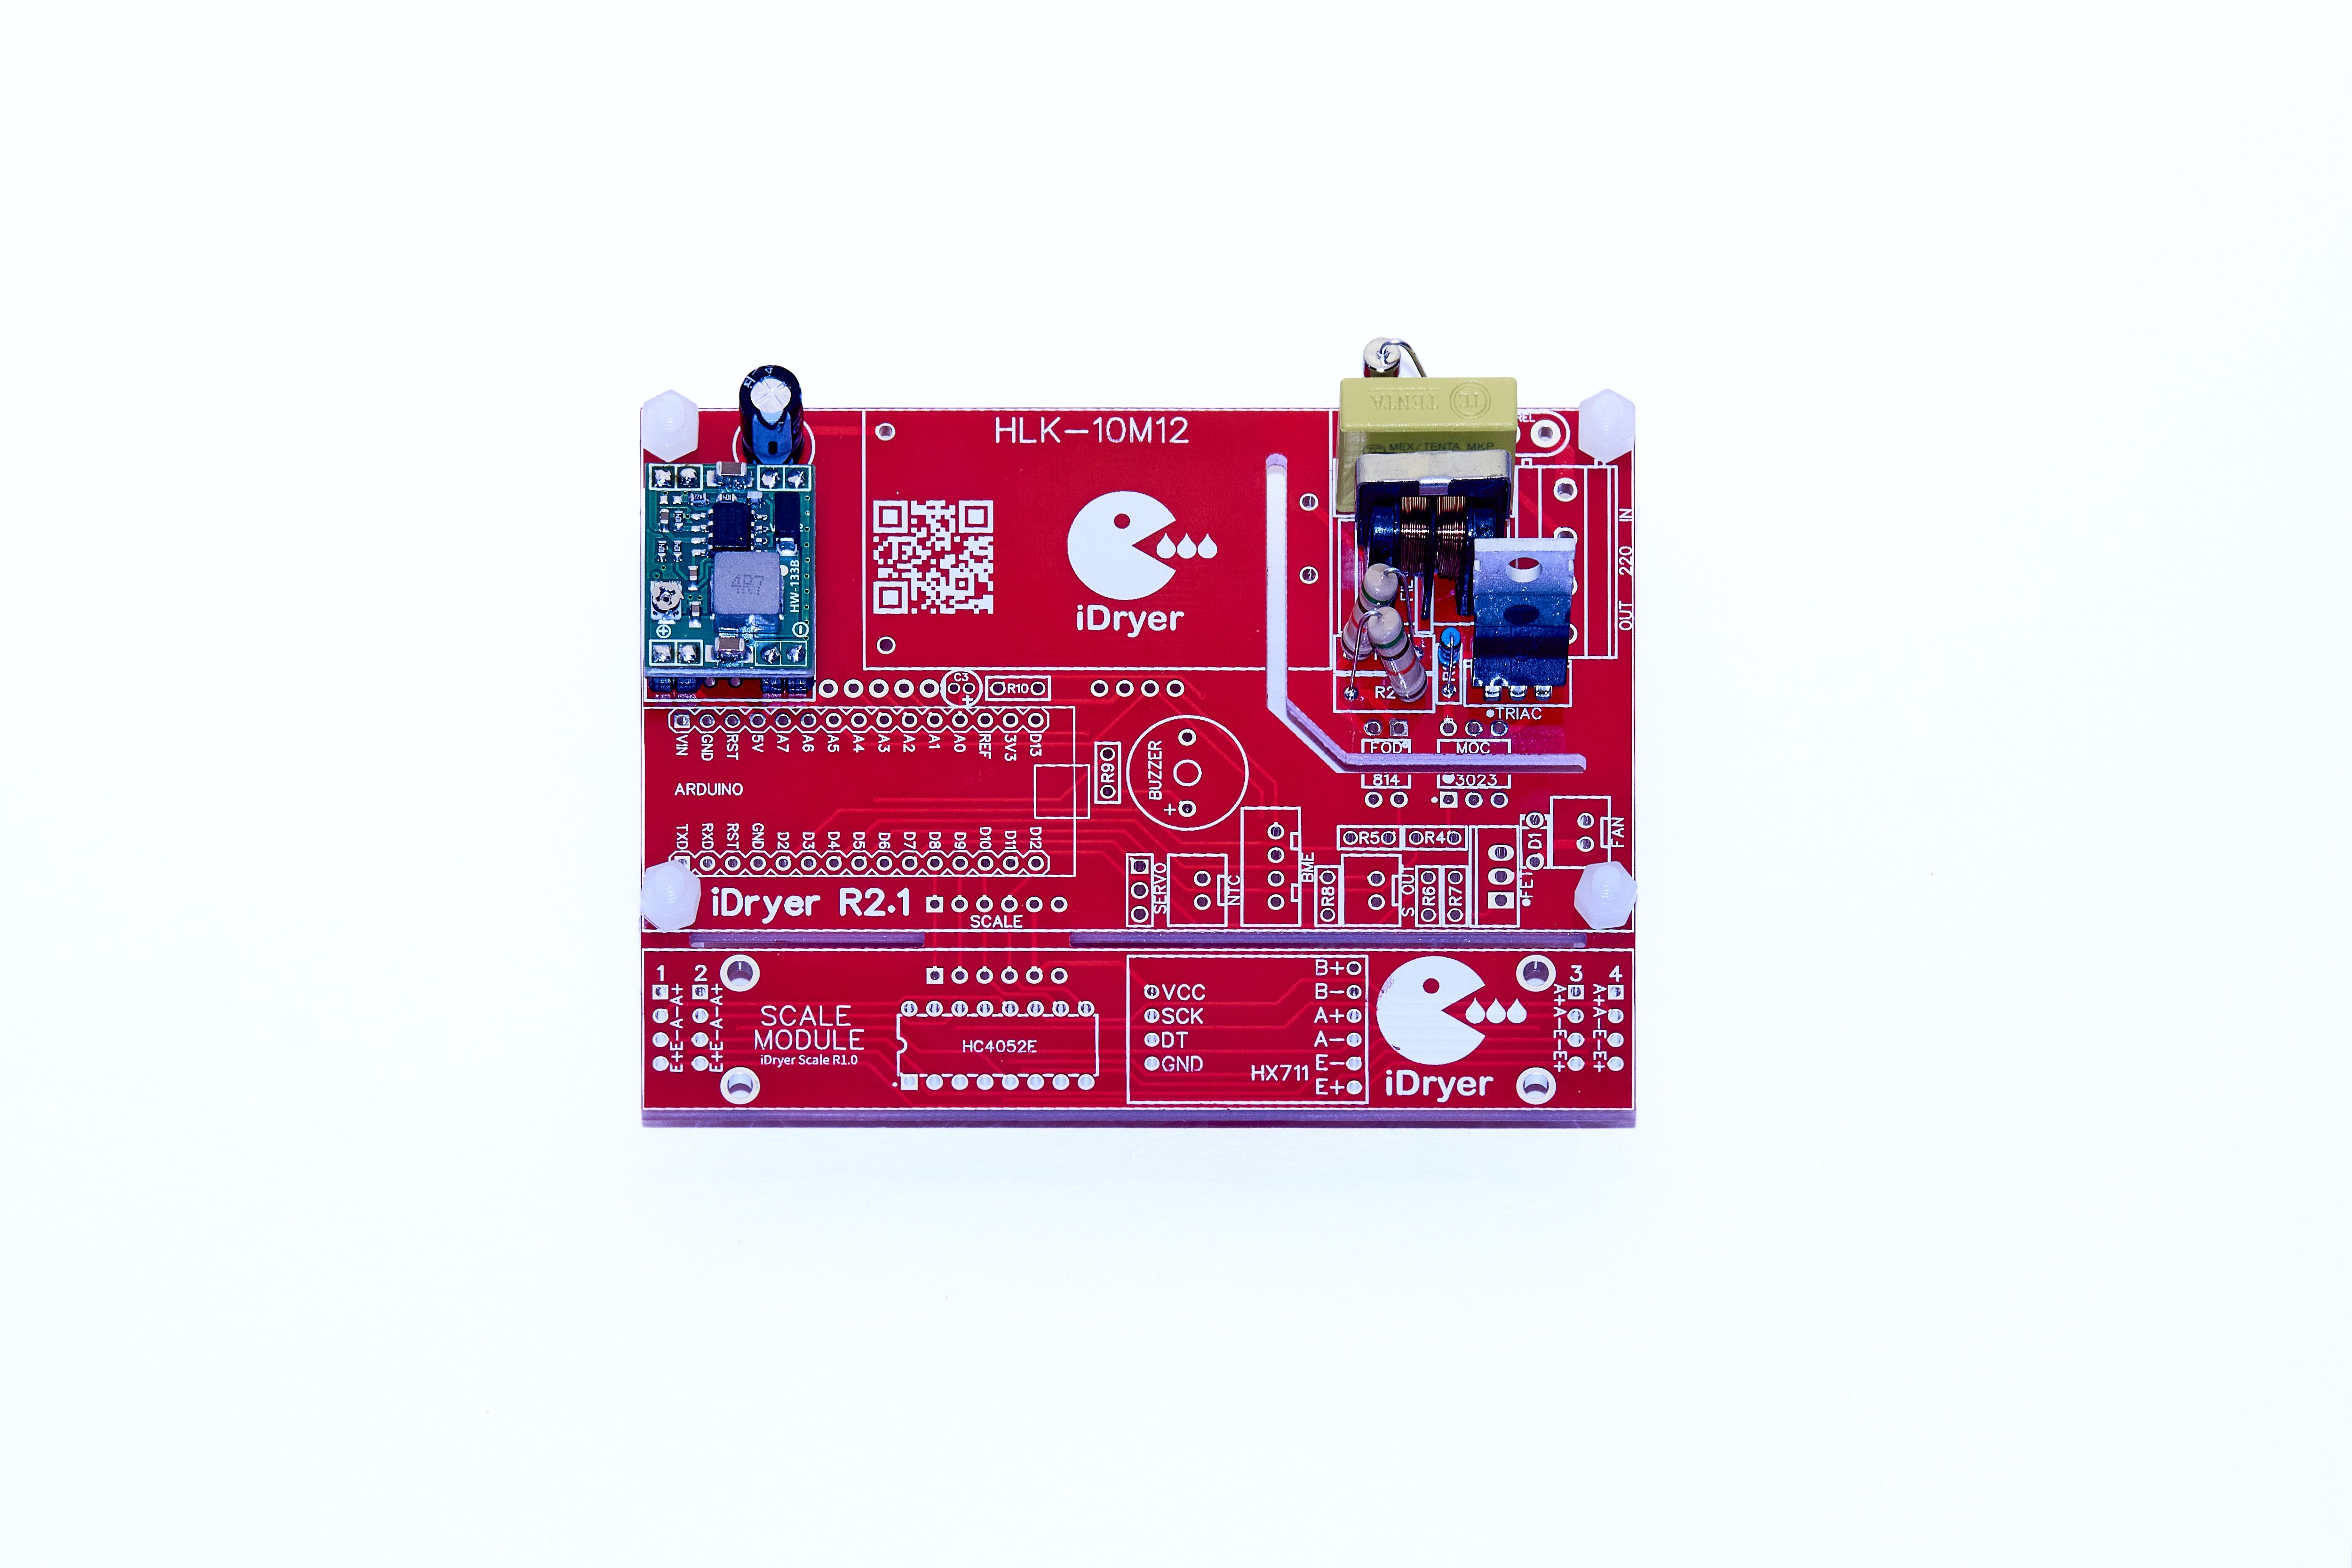 HLK-10M12
TENTA
MEX/TENTA MKP
REL
IN
220
OUT
4R7
HW-133B
iDryer
C3
R10
R2
TRIAC
VIN GND RST 5V A7 A6 A5 A4 A3 A2 A1 A0 REF 3V3 D13
FOD
814
MOC
3023
ARDUINO
R9
BUZZER
+
TXD RXD RST GND D2 D3 D4 D5 D6 D7 D8 D9 D10 D11 D12
R5
R4
D1
FAN
BME
iDryer R2.1
SCALE
SERVO
NTC
R8
S OUT
R6
R7
FET
1 2
E+E-A-A+
E+E-A-A+
SCALE
MODULE
iDryer Scale R1.0
HC4052E
VCC
SCK
DT
GND
HX711
B+
B-
A+
A-
E-
E+
iDryer
3 4
A+A-E-E+
A+A-E-E+